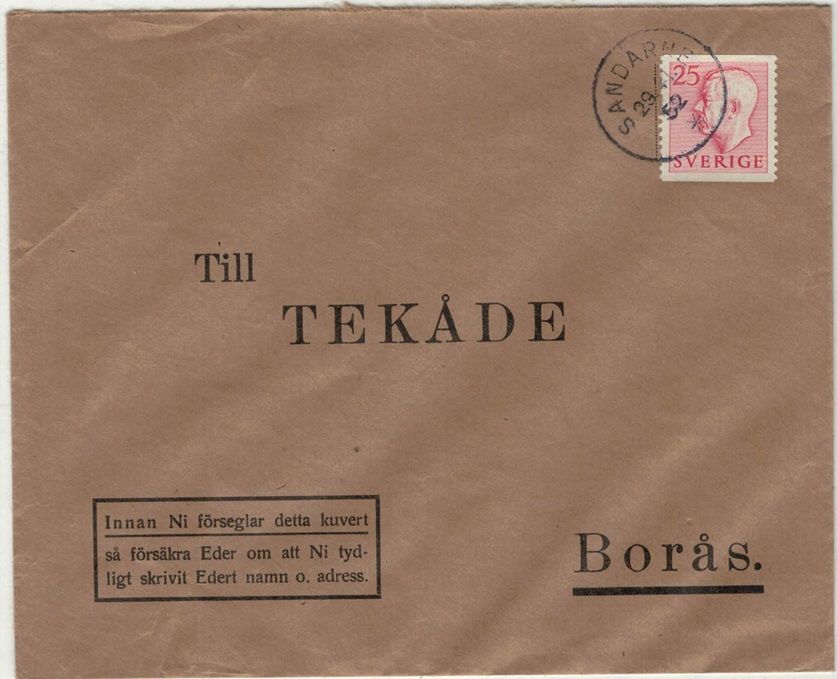 SANDARNE
29
52 *
25
SVERIGE
Till
TEKÅDE
Innan Ni förseglar detta kuvert
så försäkra Eder om att Ni tyd-
ligt skrivit Edert namn o. adress.
Borås.